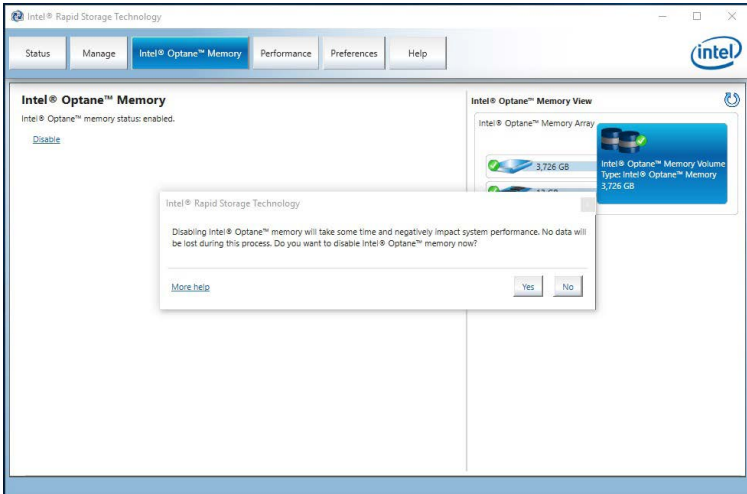 Intel® Rapid Storage Technology
Status
Manage
Intel® Optane™ Memory
Performance
Preferences
Help
intel
Intel® Optane™ Memory
Intel® Optane™ memory status: enabled.
Disable
Intel® Optane™ Memory View
Intel® Optane™ Memory Array
3,726 GB
Intel® Optane™ Memory Volume
Type: Intel® Optane™ Memory
3,726 GB
Intel® Rapid Storage Technology
Disabling Intel® Optane™ memory will take some time and negatively impact system performance. No data will
be lost during this process. Do you want to disable Intel® Optane™ memory now?
More help
Yes
No